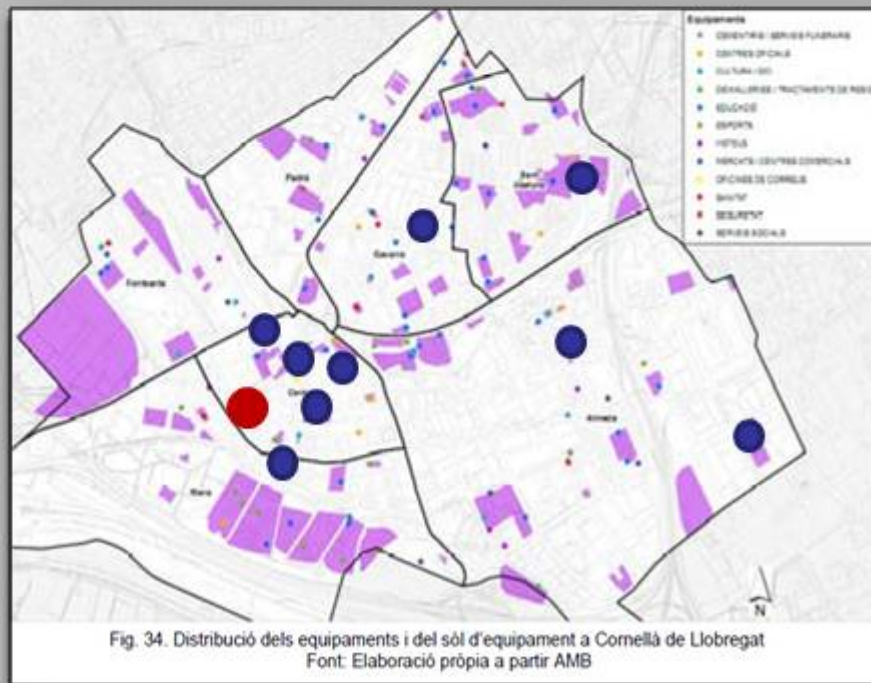 Equipaments
CEMENTIRIS I SERVEIS FUNERARIS
CENTRES OFICIALS
CULTURA I OCI
DEIXALLERIES / TRACTAMENTS DE RESID
EDUCACIÓ
ESPORTS
HOTELS
MERCATS I CENTRES COMERCIALS
OFICINES DE CORREUS
SANITAT
SEGURETAT
SERVEIS SOCIALS
Sant Ildefons
Padró
Gavarra
Fontsanta
Almeda
Riera
N
Fig. 34. Distribució dels equipaments i del sòl d'equipament a Cornellà de Llobregat
Font: Elaboració pròpia a partir AMB